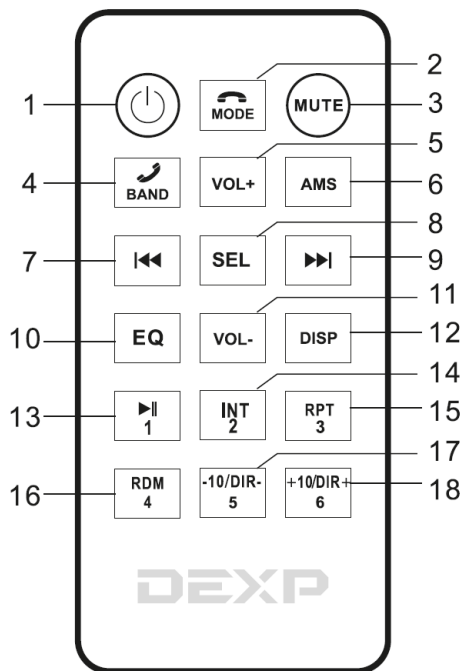 2
1 MODE MUTE 3
5
4 BAND VOL+ AMS 6
8
7 SEL 9
11
10 EQ VOL- DISP 12
14
13 1 INT 2 RPT 3 15
17
16 RDM 4 -10/DIR- 5 +10/DIR+ 6 18
DEXP